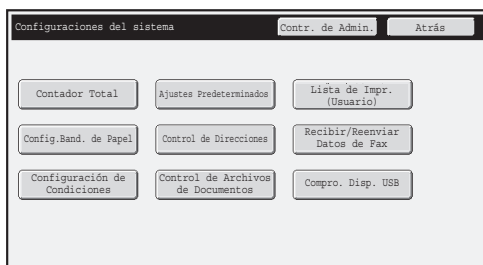 Configuraciones del sistema
Contr. de Admin.
Atrás
Contador Total
Ajustes Predeterminados
Lista de Impr.
(Usuario)
Config.Band. de Papel
Control de Direcciones
Recibir/Reenviar
Datos de Fax
Configuración de
Condiciones
Control de Archivos
de Documentos
Compro. Disp. USB